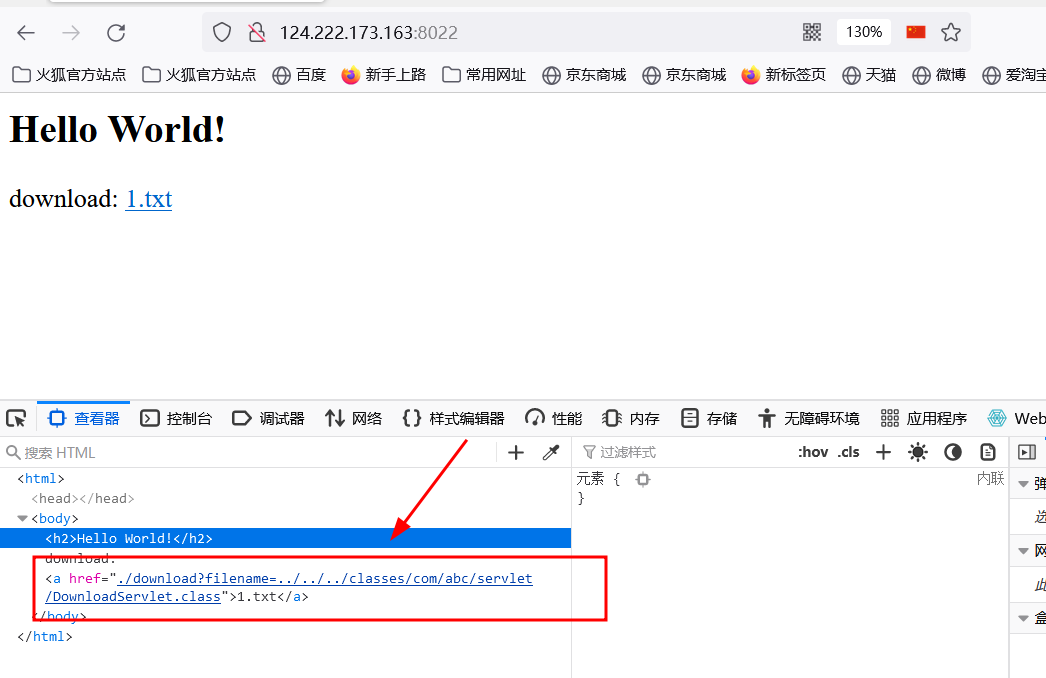 124.222.173.163:8022 130%
火狐官方站点 火狐官方站点 百度 新手上路 常用网址 京东商城 京东商城 新标签页 天猫 微博 爱淘宝
Hello World!
download: 1.txt
查看器 控制台 调试器 网络 样式编辑器 性能 内存 存储 无障碍环境 应用程序 Web
搜索 HTML 过滤样式 :hov .cls
<html> 元素 { 内联
<head></head> }
<body>
<h2>Hello World!</h2>
download:
<a href="./download?filename=../../../classes/com/abc/servlet
/DownloadServlet.class">1.txt</a>
</body>
</html>